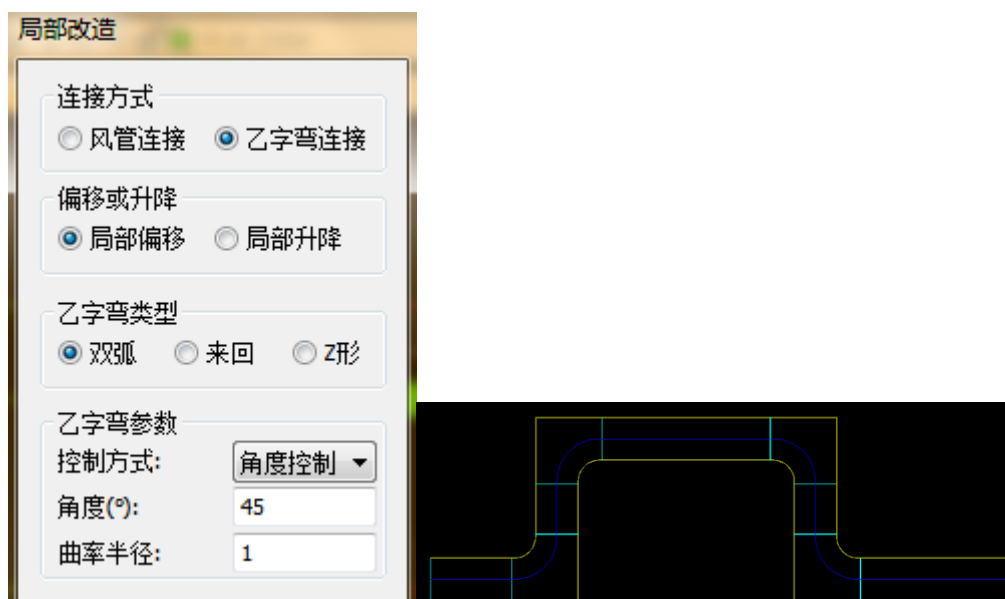 局部改造
连接方式
风管连接 乙字弯连接
偏移或升降
局部偏移 局部升降
乙字弯类型
双弧 来回 Z形
乙字弯参数
控制方式: 角度控制
角度(°): 45
曲率半径: 1